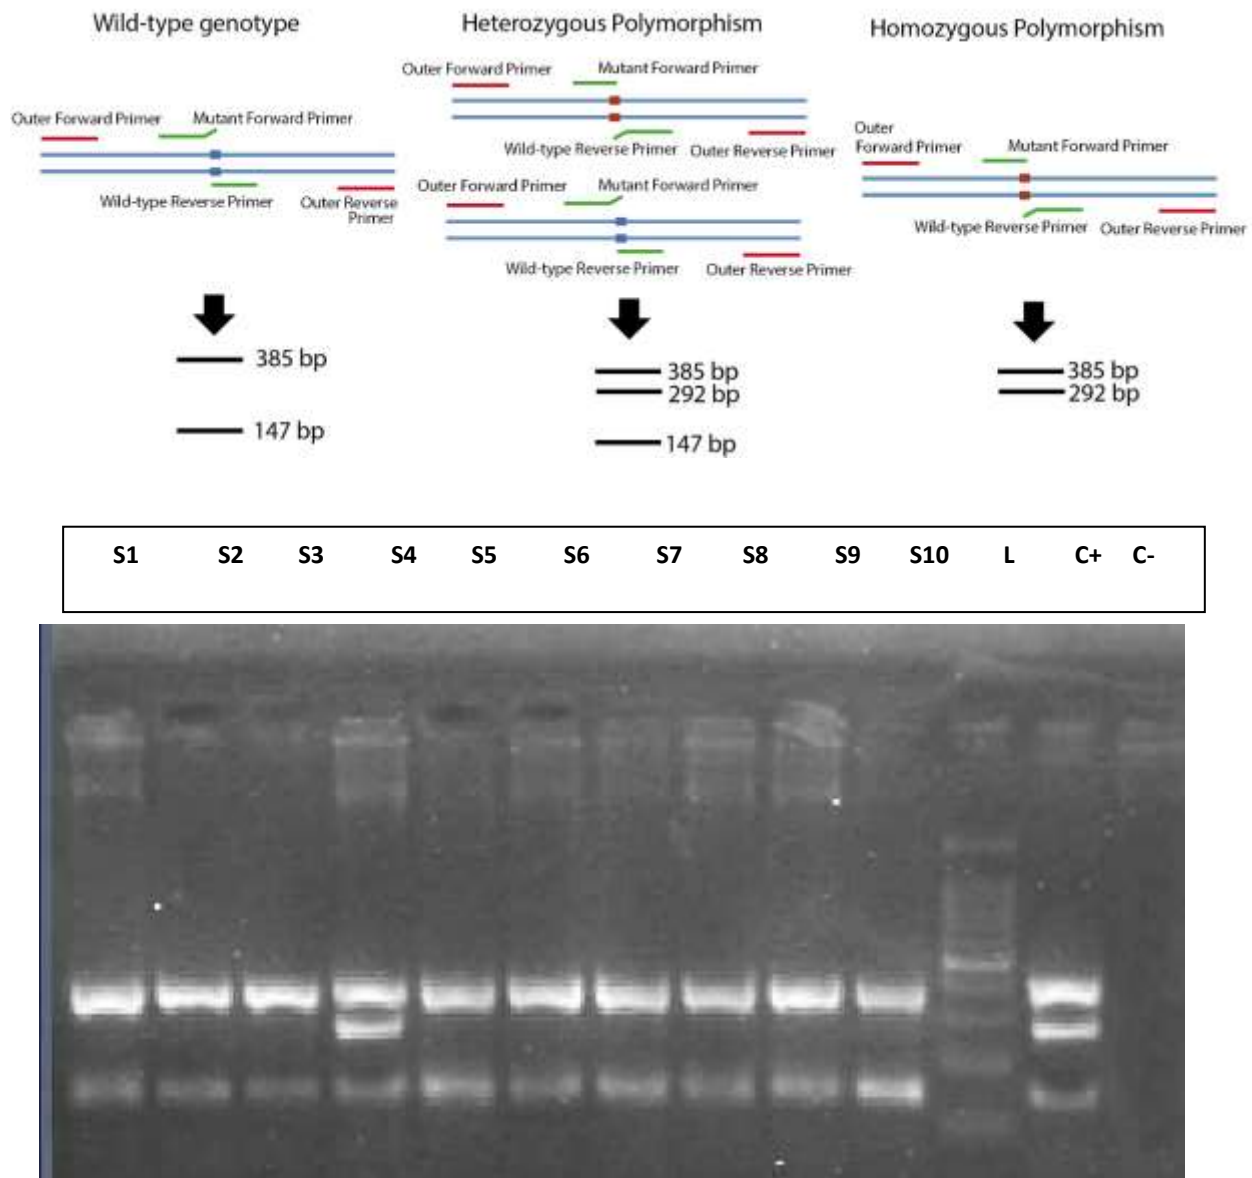 Wild-type genotype
Heterozygous Polymorphism
Homozygous Polymorphism
Outer Forward Primer
Mutant Forward Primer
Wild-type Reverse Primer
Outer Reverse
Primer
385 bp
147 bp
Outer Forward Primer
Mutant Forward Primer
Wild-type Reverse Primer
Outer Reverse Primer
Outer Forward Primer
Mutant Forward Primer
Wild-type Reverse Primer
Outer Reverse Primer
385 bp
292 bp
147 bp
Outer
Forward Primer
Mutant Forward Primer
Wild-type Reverse Primer
Outer Reverse Primer
385 bp
292 bp
S1 S2 S3 S4 S5 S6 S7 S8 S9 S10 L C+ C-